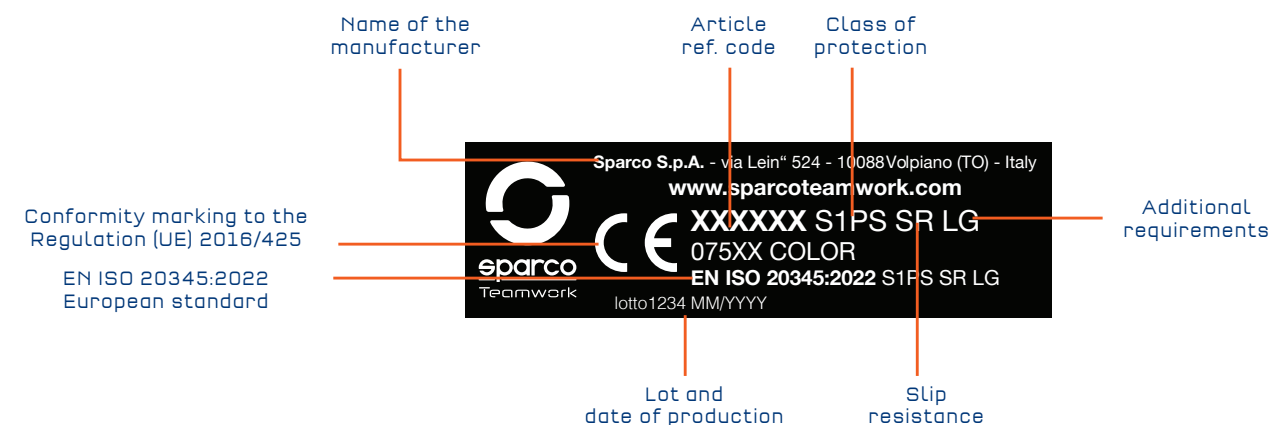 Name of the
manufacturer
Article
ref. code
Class of
protection
Sparco S.p.A. - via Lein“ 524 - 10088Volpiano (TO) - Italy
www.sparcoteamwork.com
XXXXXX S1PS SR LG
075XX COLOR
EN ISO 20345:2022 S1PS SR LG
lotto1234 MM/YYYY
CE
sparco
Teamwork
Conformity marking to the
Regulation (UE) 2016/425
EN ISO 20345:2022
European standard
Additional
requirements
Lot and
date of production
Slip
resistance